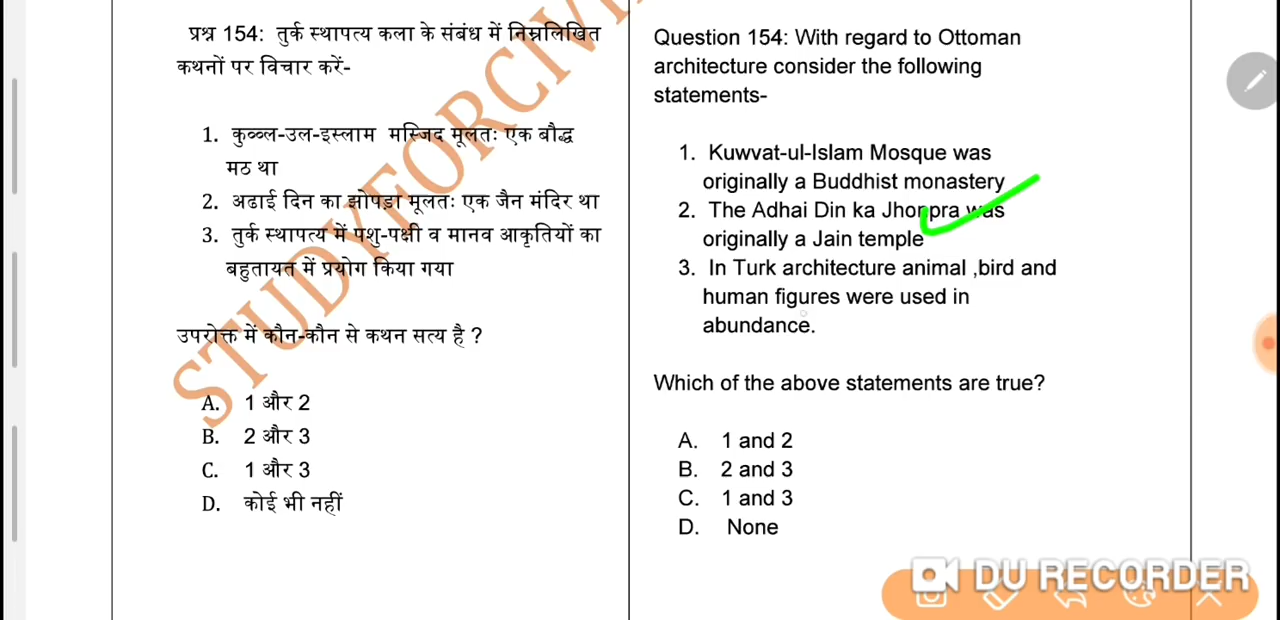 प्रश्न 154: तुर्क स्थापत्य कला के संबंध में निम्नलिखित
कथनों पर विचार करें-
1. कुव्वल-उल-इस्लाम मस्जिद मूलतः एक बौद्ध
मठ था
2. अढाई दिन का झोपड़ा मूलतः एक जैन मंदिर था
3. तुर्क स्थापत्य में पशु-पक्षी व मानव आकृतियों का
बहुतायत में प्रयोग किया गया
उपरोक्त में कौन-कौन से कथन सत्य है ?
A. 1 और 2
B. 2 और 3
C. 1 और 3
D. कोई भी नहीं
Question 154: With regard to Ottoman
architecture consider the following
statements-
1. Kuwvat-ul-Islam Mosque was
originally a Buddhist monastery
2. The Adhai Din ka Jhonpra was
originally a Jain temple
3. In Turk architecture animal ,bird and
human figures were used in
abundance.
Which of the above statements are true?
A. 1 and 2
B. 2 and 3
C. 1 and 3
D. None
STUDYFORCIVI
DU RECORDER